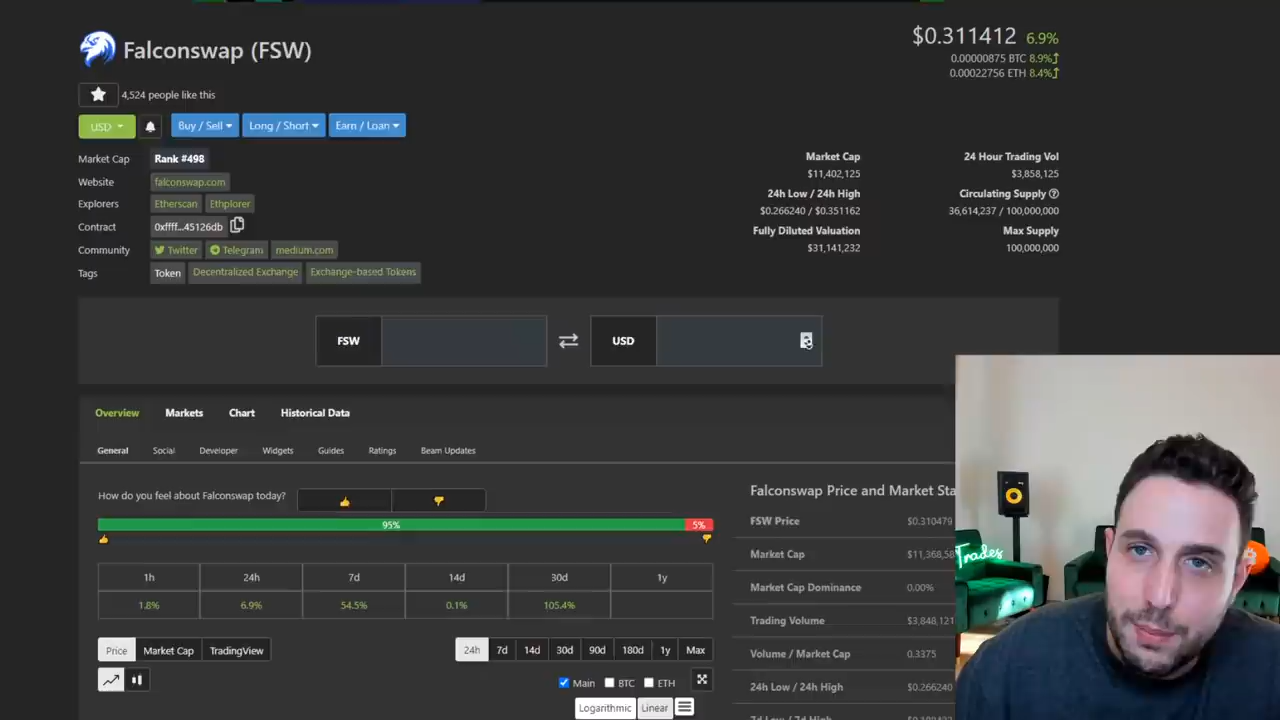 Falconswap (FSW)
$0.311412 6.9%
0.00000875 BTC 8.9%
0.00022756 ETH 8.4%
4,524 people like this
USD
Buy / Sell
Long / Short
Earn / Loan
Market Cap Rank #498
Website falconswap.com
Explorers Etherscan Ethplorer
Contract 0xffff...45126db
Community Twitter Telegram medium.com
Tags Token Decentralized Exchange Exchange-based Tokens
Market Cap
$11,402,125
24 Hour Trading Vol
$3,858,125
24h Low / 24h High
$0.266240 / $0.351162
Circulating Supply
36,614,237 / 100,000,000
Fully Diluted Valuation
$31,141,232
Max Supply
100,000,000
FSW
USD
Overview Markets Chart Historical Data
General Social Developer Widgets Guides Ratings Beam Updates
How do you feel about Falconswap today?
95% 5%
1h 24h 7d 14d 30d 1y
1.8% 6.9% 54.5% 0.1% 105.4%
Price Market Cap TradingView
24h 7d 14d 30d 90d 180d 1y Max
Main BTC ETH
Logarithmic Linear
Falconswap Price and Market Sta
FSW Price $0.310479
Market Cap $11,368,58
Market Cap Dominance 0.00%
Trading Volume $3,848,121
Volume / Market Cap 0.3375
24h Low / 24h High $0.266240
Trades